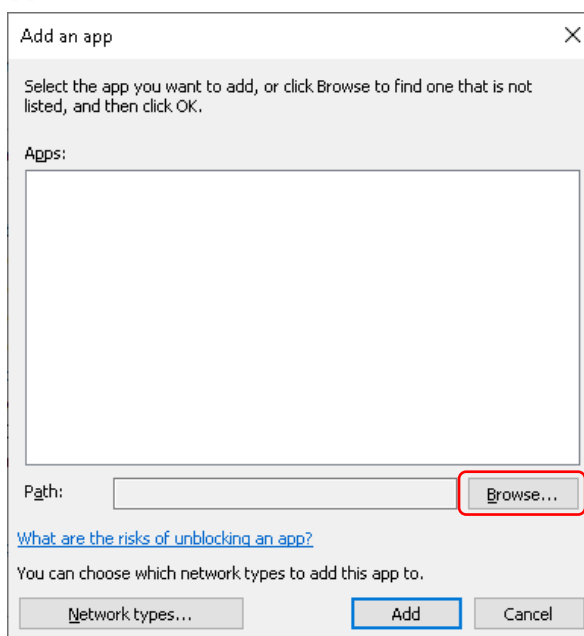 Add an app
Select the app you want to add, or click Browse to find one that is not
listed, and then click OK.
Apps:
Path:
Browse...
What are the risks of unblocking an app?
You can choose which network types to add this app to.
Network types...
Add
Cancel